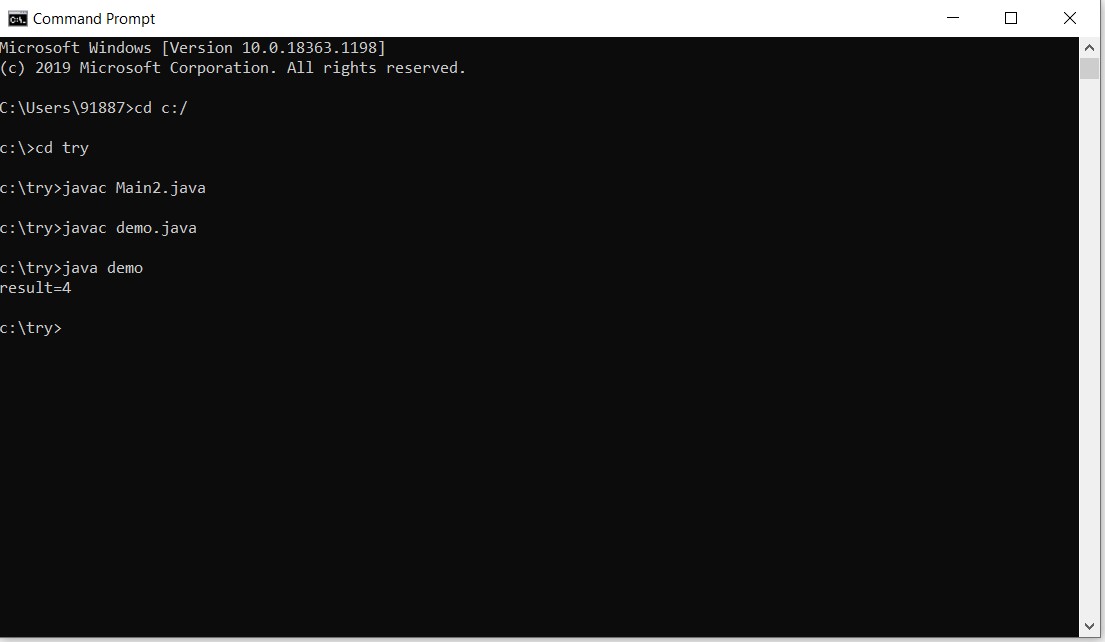 Command Prompt
Microsoft Windows [Version 10.0.18363.1198]
(c) 2019 Microsoft Corporation. All rights reserved.
C:\Users\91887>cd c:/
c:\>cd try
c:\try>javac Main2.java
c:\try>javac demo.java
c:\try>java demo
result=4
c:\try>